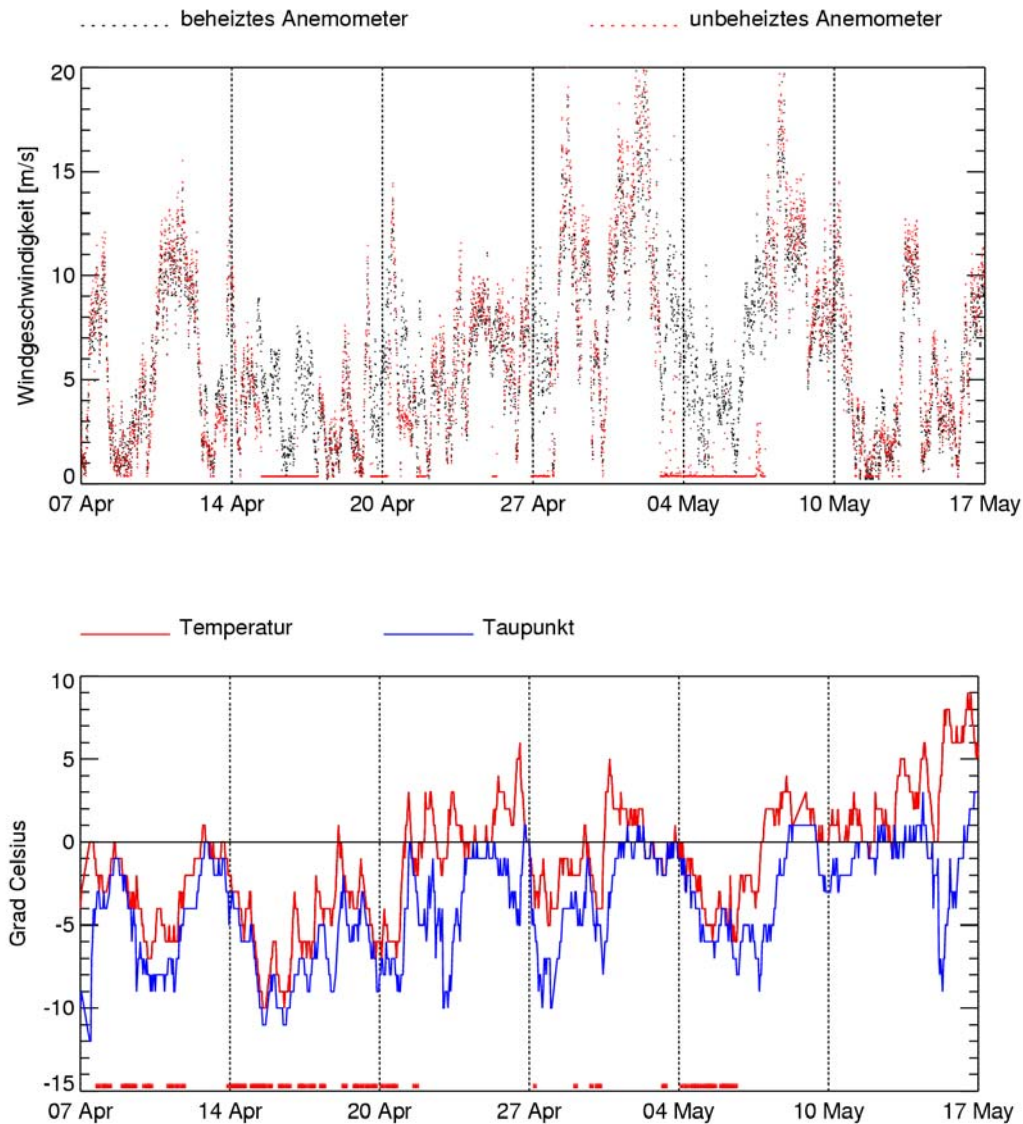 beheiztes Anemometer unbeheiztes Anemometer
Windgeschwindigkeit [m/s]
20
15
10
5
0
07 Apr 14 Apr 20 Apr 27 Apr 04 May 10 May 17 May
Temperatur Taupunkt
Grad Celsius
10
5
0
-5
-10
-15
07 Apr 14 Apr 20 Apr 27 Apr 04 May 10 May 17 May